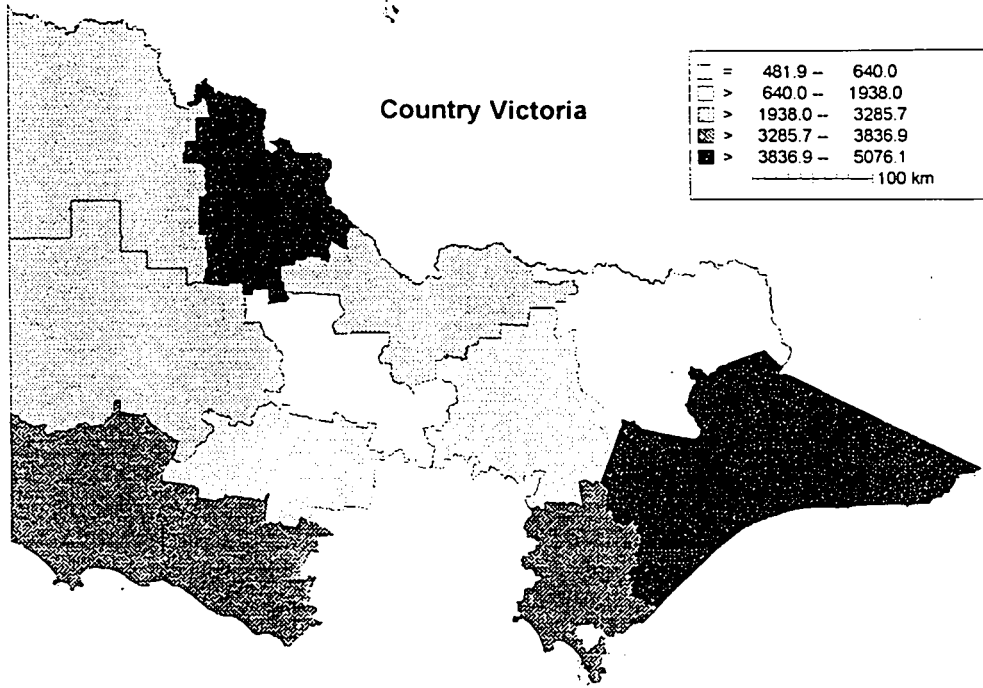 Country Victoria
= 481.9 – 640.0
> 640.0 – 1938.0
> 1938.0 – 3285.7
> 3285.7 – 3836.9
> 3836.9 – 5076.1
100 km